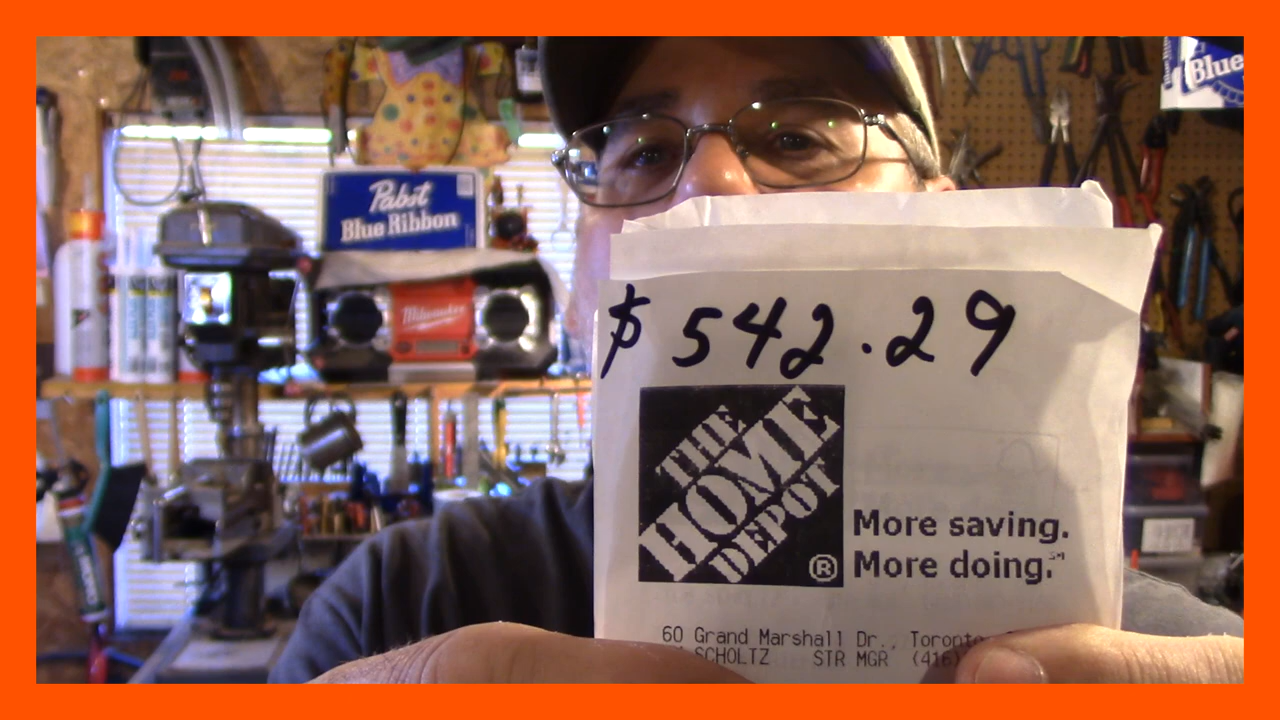 Pabst
Blue Ribbon
Blue
Milwaukee
$ 542.29
THE
HOME
DEPOT
®
More saving.
More doing.℠
60 Grand Marshall Dr., Toronto
SCHOLTZ STR MGR (416)